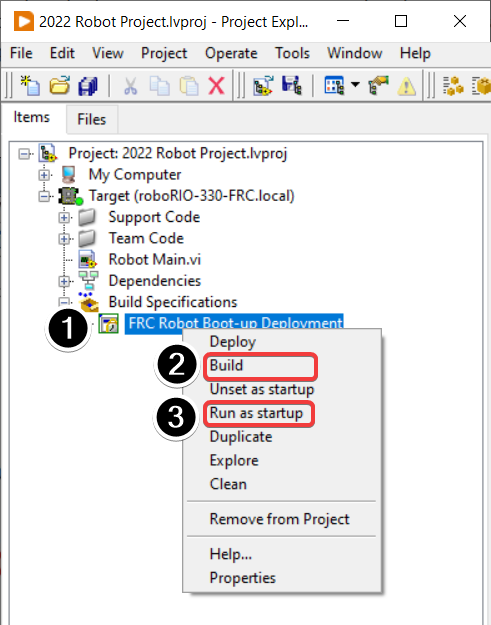 2022 Robot Project.lvproj - Project Expl...
File Edit View Project Operate Tools Window Help
Items Files
Project: 2022 Robot Project.lvproj
My Computer
Target (roboRIO-330-FRC.local)
Support Code
Team Code
Robot Main.vi
Dependencies
Build Specifications
1 FRC Robot Boot-up Deployment
Deploy
2 Build
Unset as startup
3 Run as startup
Duplicate
Explore
Clean
Remove from Project
Help...
Properties